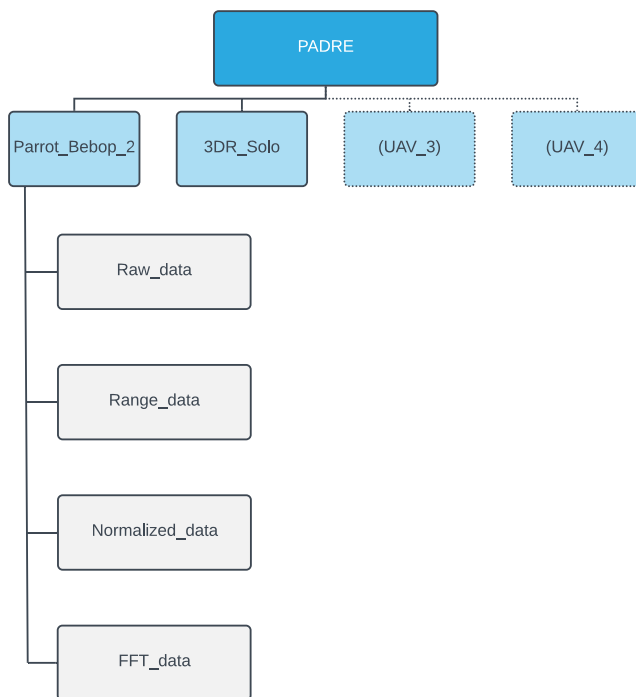 PADRE
Parrot_Bebop_2
3DR_Solo
(UAV_3)
(UAV_4)
Raw_data
Range_data
Normalized_data
FFT_data